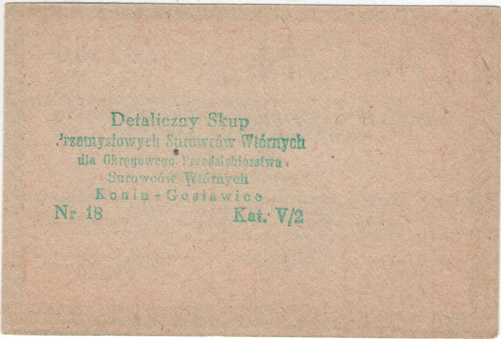 Detaliczny Skup
Przemysłowych Surowców Wtórnych
dla Okręgowego Przedsiębiorstwa
Surowców Wtórnych
Konin-Gosławice
Nr 18 Kat. V/2